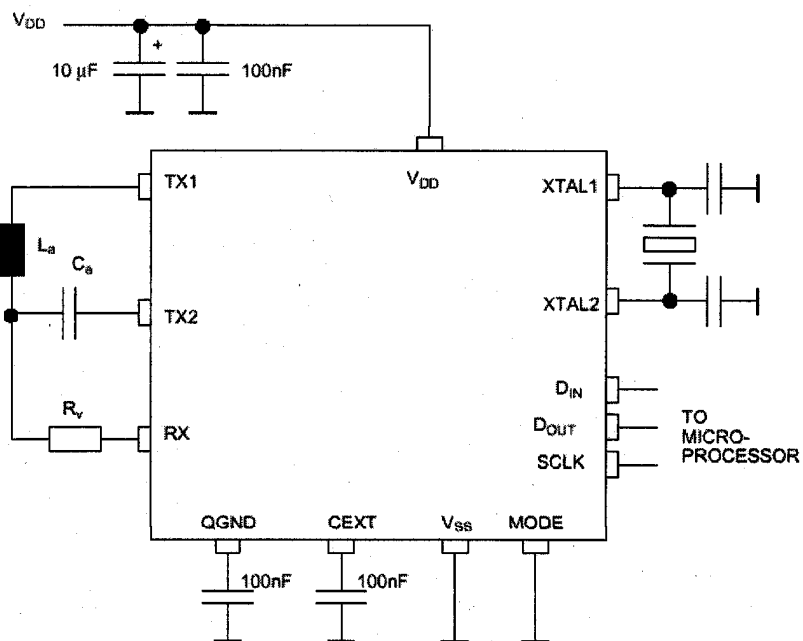 VDD
+
10 µF
100nF
TX1
VDD
XTAL1
La
Ca
TX2
XTAL2
DIN
Rv
RX
DOUT
TO
MICRO-
PROCESSOR
SCLK
QGND
CEXT
VSS
MODE
100nF
100nF